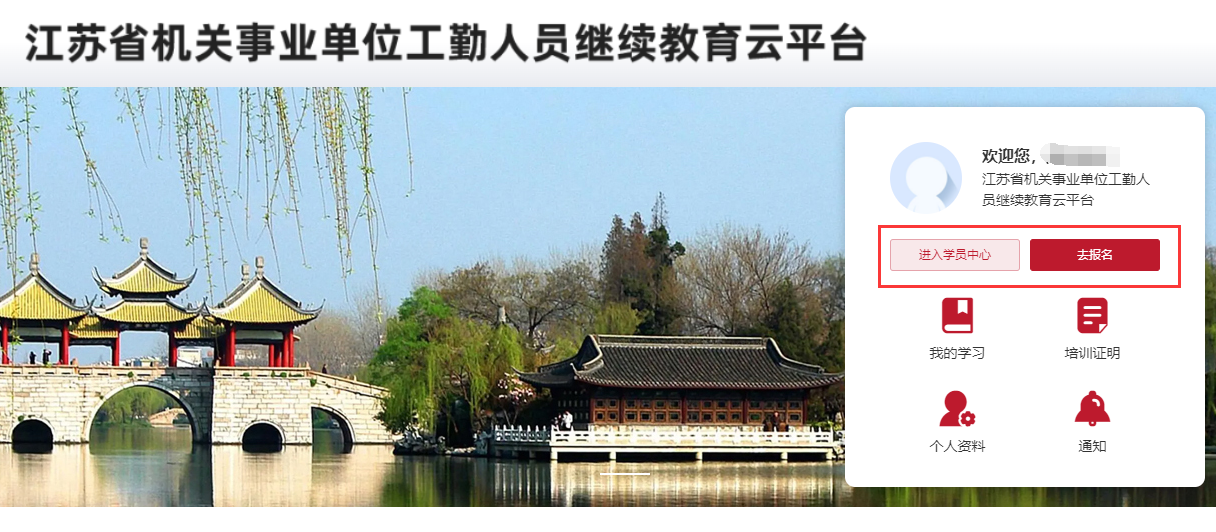 江苏省机关事业单位工勤人员继续教育云平台
欢迎您，
江苏省机关事业单位工勤人
员继续教育云平台
进入学员中心
去报名
我的学习
培训证明
个人资料
通知